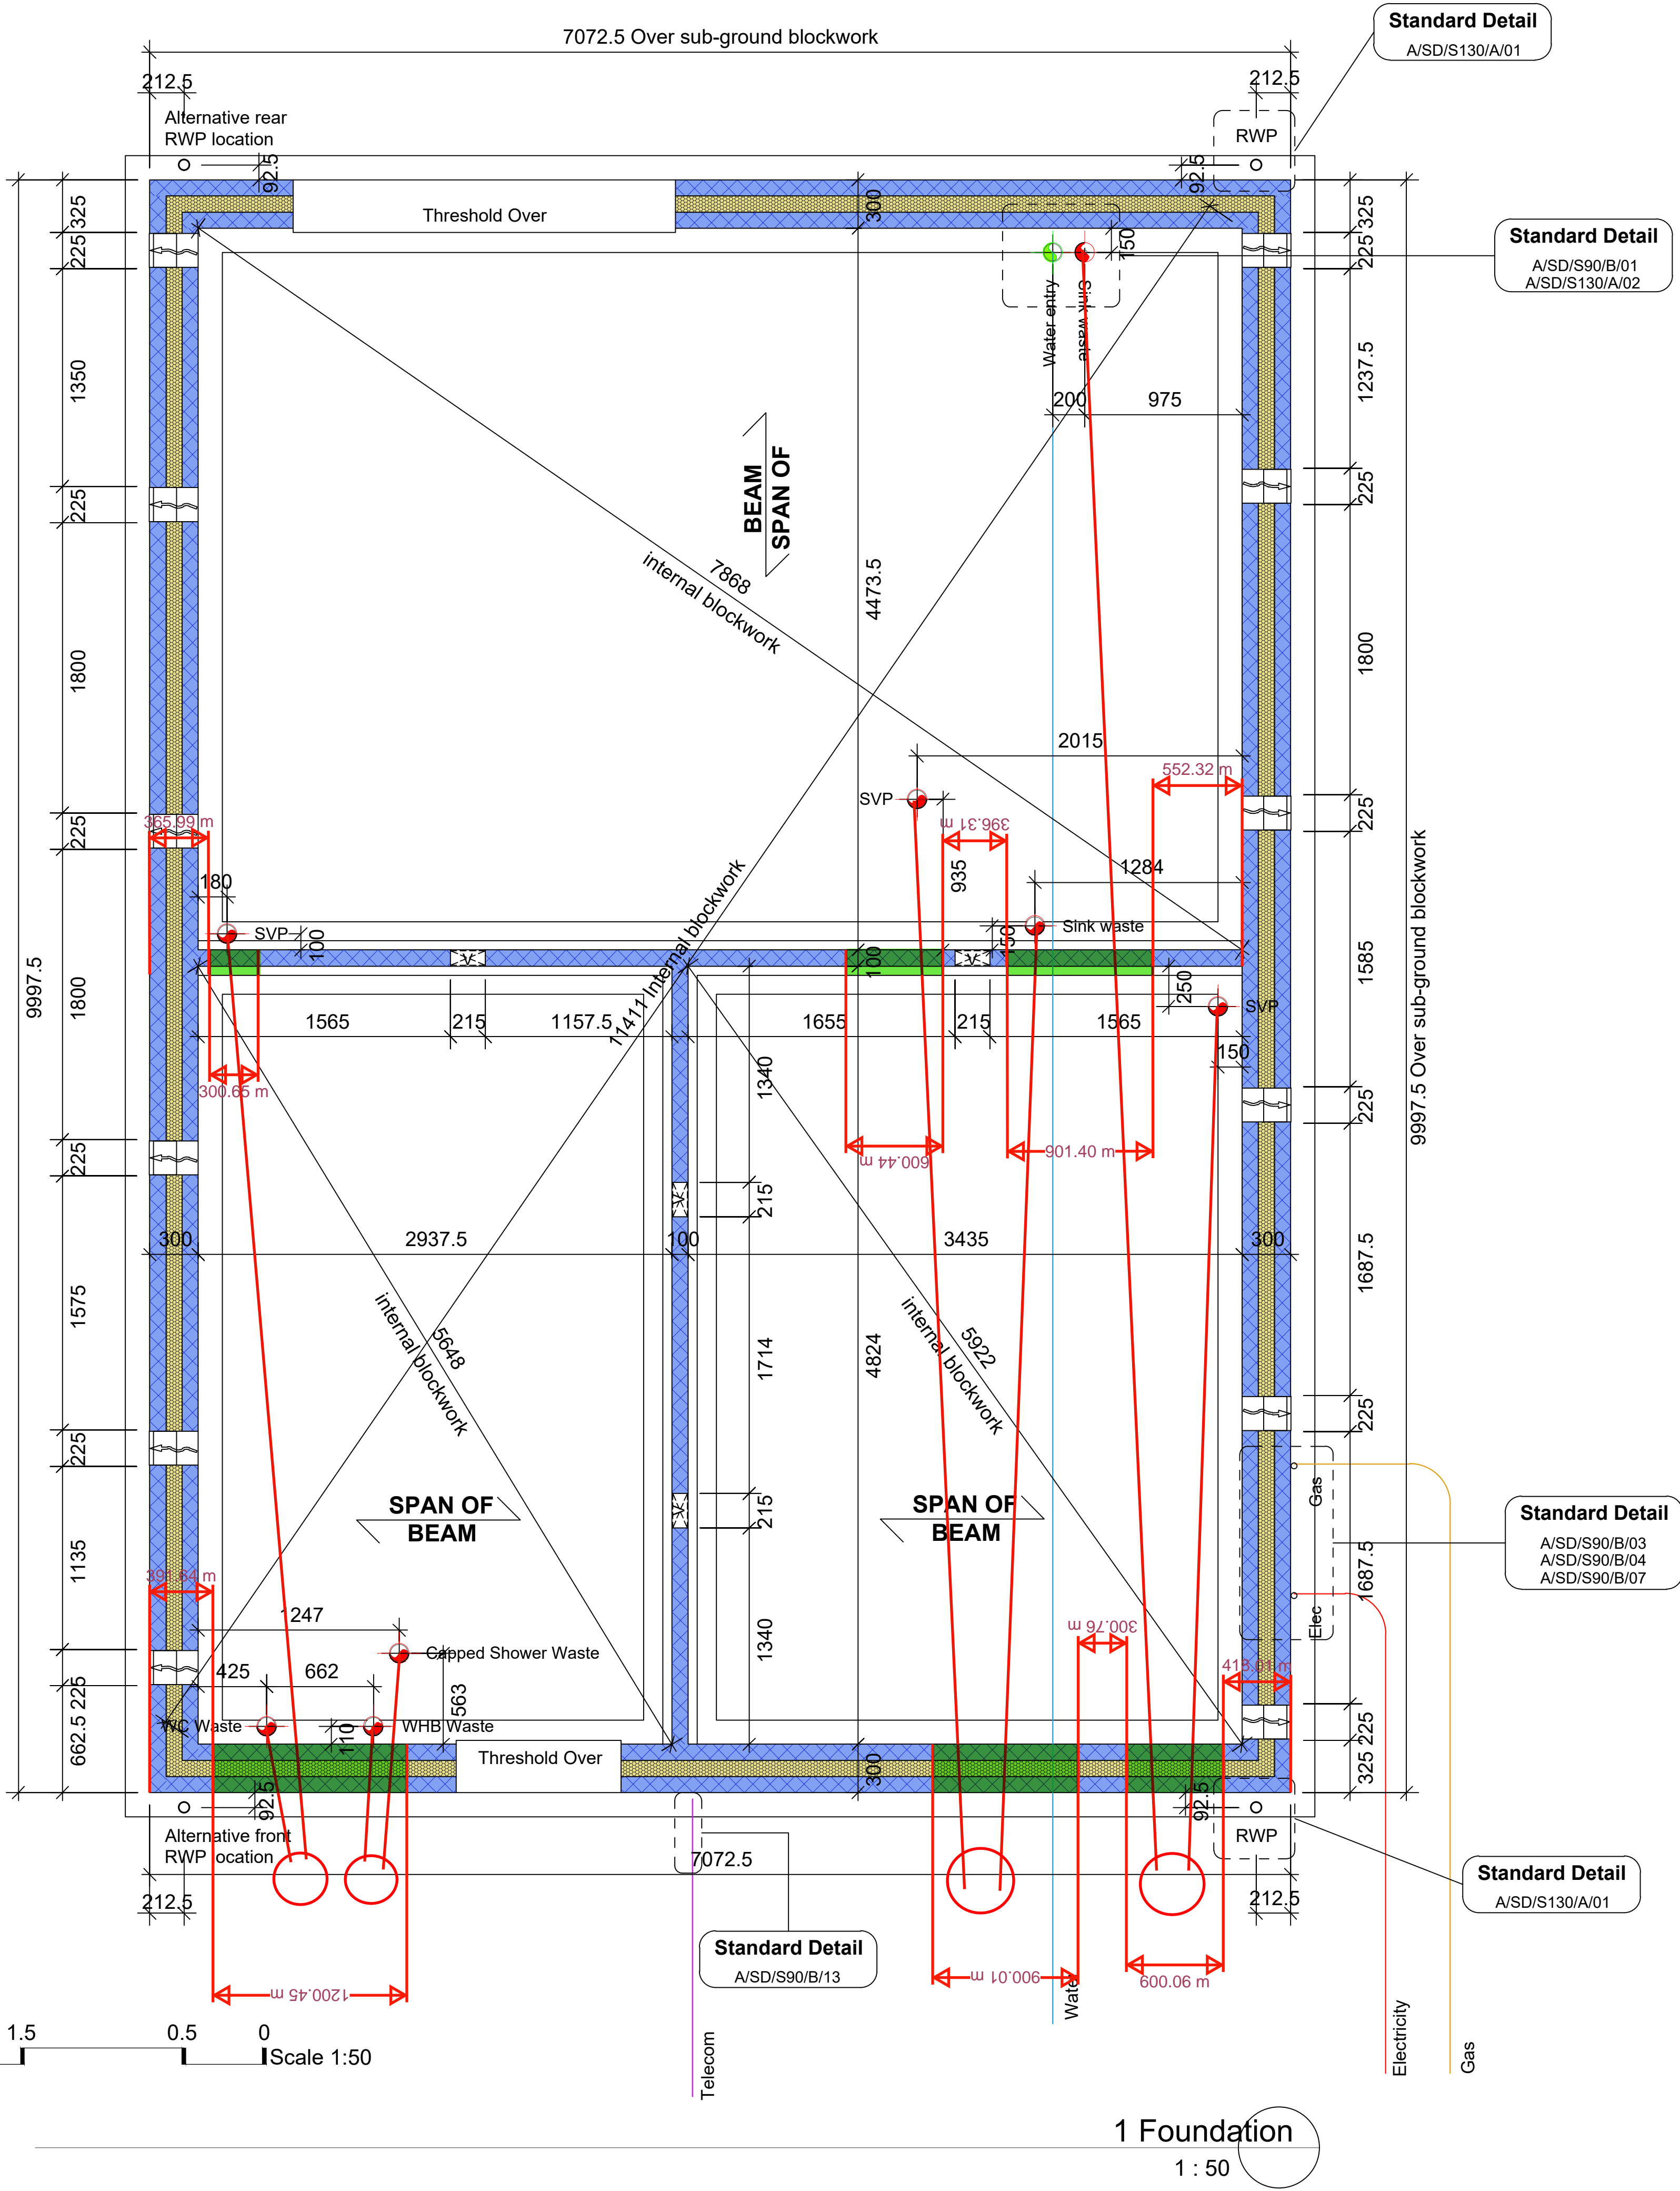 7072.5 Over sub-ground blockwork
Standard Detail
A/SD/S130/A/01
212.5
212.5
Alternative rear
RWP location
RWP
92.5
92.5
325
Threshold Over
300
325
225
150
225
Standard Detail
A/SD/S90/B/01
A/SD/S130/A/02
Water entry
Sink waste
1350
1237.5
200
975
BEAM
SPAN OF
225
225
7868
internal blockwork
4473.5
1800
1800
2015
552.32 m
SVP
225
365.99 m
396.31 m
225
935
1284
9997.5 Over sub-ground blockwork
180
SVP
100
Sink waste
150
100
V
V
11411 Internal blockwork
1585
9997.5
1800
250
SVP
1565
215
1157.5
1655
215
1565
150
300.65 m
1340
225
600.44 m
901.40 m
225
V
215
300
2937.5
100
3435
300
1687.5
1575
5648
internal blockwork
1714
4824
5922
internal blockwork
225
225
SPAN OF
BEAM
V
215
SPAN OF
BEAM
Gas
Standard Detail
A/SD/S90/B/03
A/SD/S90/B/04
A/SD/S90/B/07
1135
391.64 m
1687.5
Elec
1247
300.76 m
1340
Capped Shower Waste
425
662
225
563
WC Waste
WHB Waste
110
225
662.5
Threshold Over
300
325
92.5
92.5
Alternative front
RWP ocation
RWP
7072.5
Standard Detail
A/SD/S130/A/01
212.5
212.5
Standard Detail
A/SD/S90/B/13
1200.45 m
900.01 m
600.06 m
1.5
0.5
0
Scale 1:50
Telecom
Electricity
Gas
1 Foundation
1 : 50